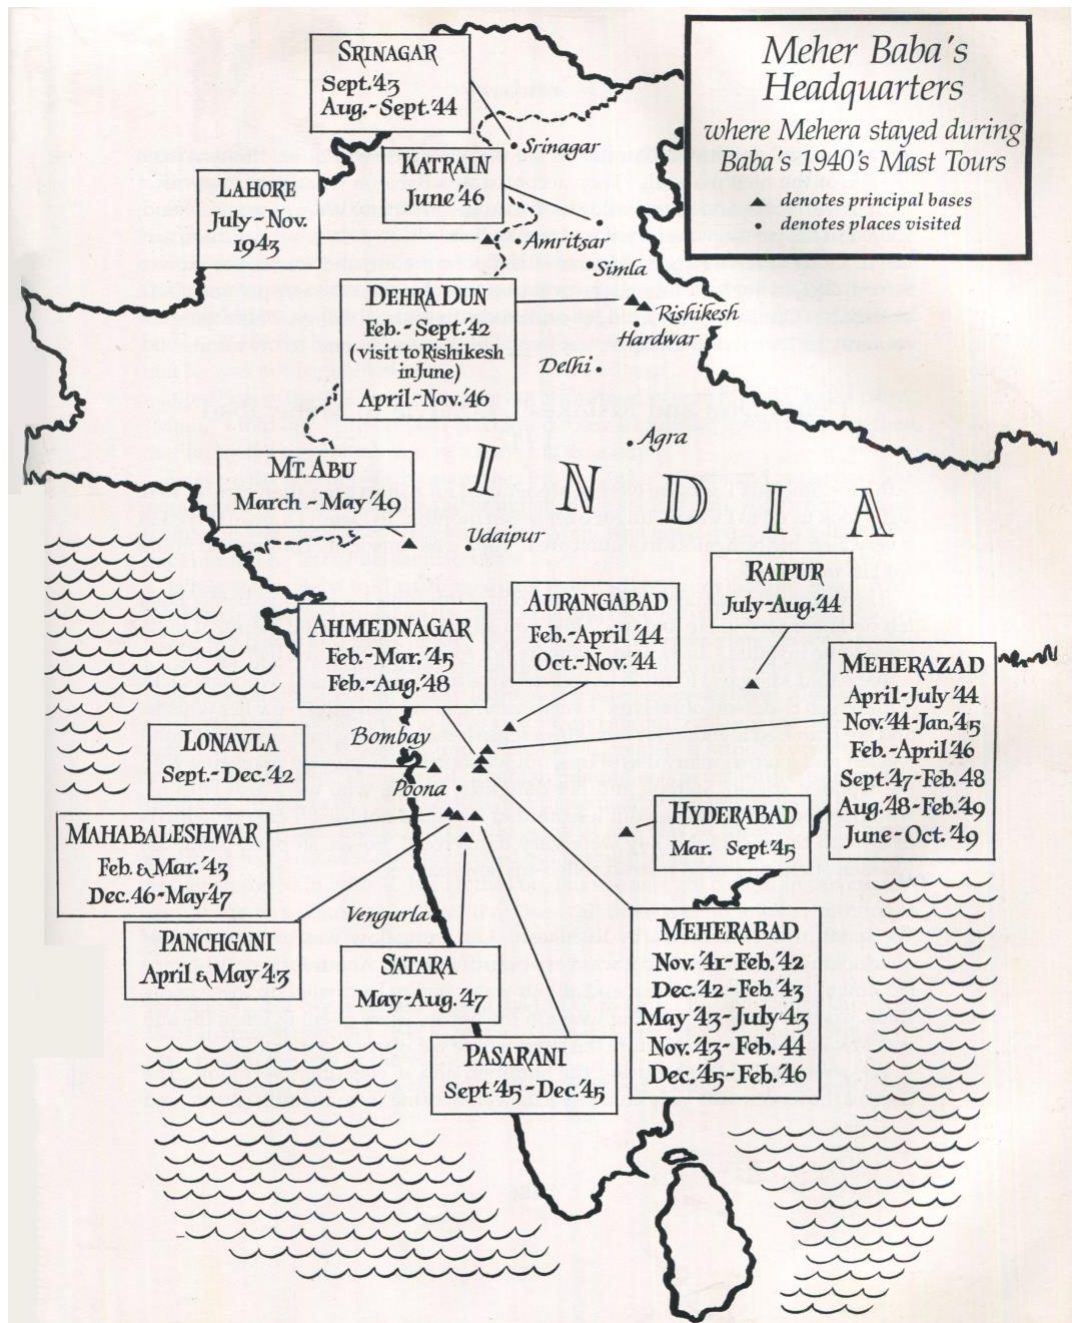 Meher Baba's
Headquarters
where Mehera stayed during
Baba's 1940's Mast Tours
▲ denotes principal bases
• denotes places visited
SRINAGAR
Sept.'43
Aug.-Sept.'44
Srinagar
KATRAIN
June '46
LAHORE
July-Nov.
1943
Amritsar
Simla
DEHRA DUN
Feb.-Sept.'42
(visit to Rishikesh
in June)
April-Nov.'46
Rishikesh
Hardwar
Delhi
Agra
INDIA
MT. ABU
March-May '49
Udaipur
RAIPUR
July-Aug.'44
AURANGABAD
Feb.-April '44
Oct.-Nov.'44
AHMEDNAGAR
Feb.-Mar.'45
Feb.-Aug.'48
MEHERAZAD
April-July '44
Nov.'44-Jan.'45
Feb.-April '46
Sept.'47-Feb.'48
Aug.'48-Feb.'49
June-Oct.'49
Bombay
LONAVLA
Sept.-Dec.'42
Poona
HYDERABAD
Mar. Sept.'45
MAHABALESHWAR
Feb. & Mar.'43
Dec.46-May'47
Vengurla
PANCHGANI
April & May '43
SATARA
May-Aug.'47
MEHERABAD
Nov.'41-Feb.'42
Dec.'42-Feb.'43
May '43-July '43
Nov.'43-Feb.'44
Dec.'45-Feb.'46
PASARANI
Sept.'45-Dec.'45